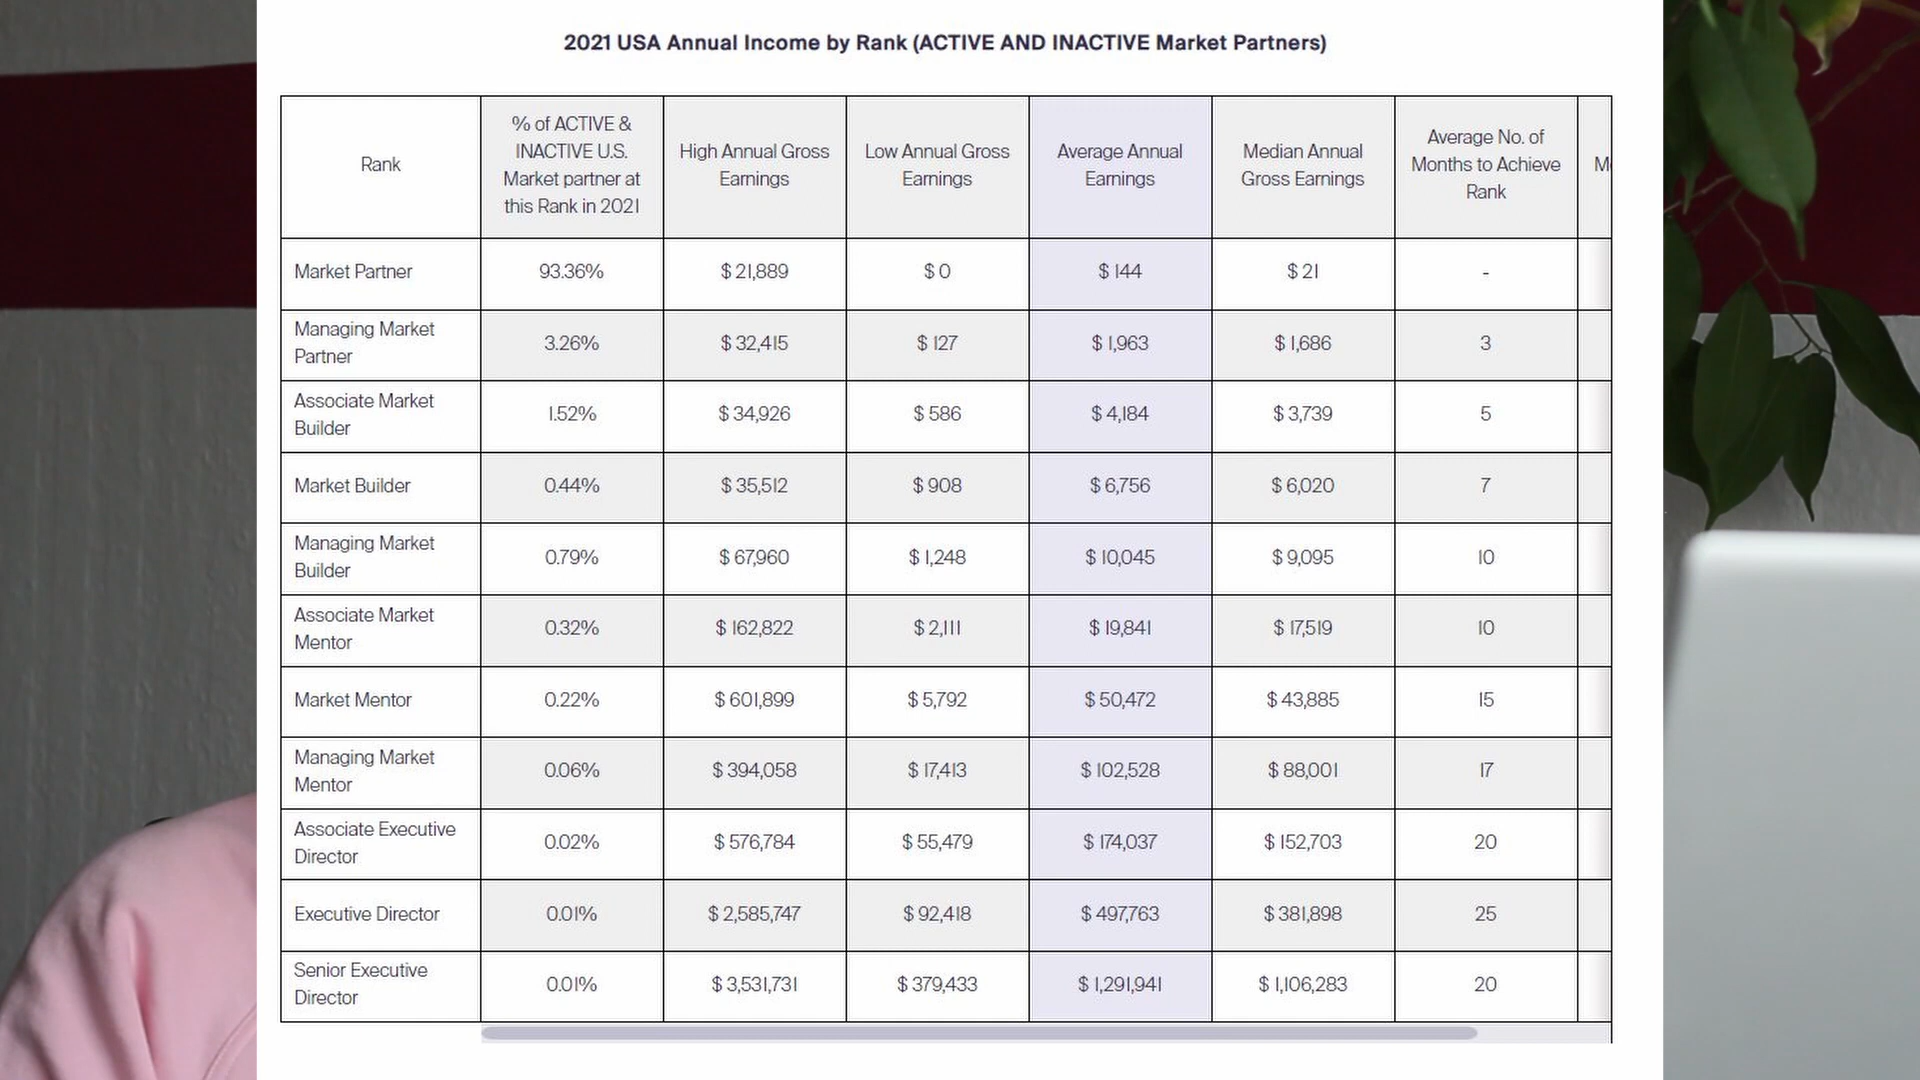 2021 USA Annual Income by Rank (ACTIVE AND INACTIVE Market Partners)
Rank
% of ACTIVE &
INACTIVE U.S.
Market partner at
this Rank in 2021
High Annual Gross
Earnings
Low Annual Gross
Earnings
Average Annual
Earnings
Median Annual
Gross Earnings
Average No. of
Months to Achieve
Rank
Market Partner
93.36%
$ 21,889
$ 0
$ 144
$ 21
-
Managing Market
Partner
3.26%
$ 32,415
$ 127
$ 1,963
$ 1,686
3
Associate Market
Builder
1.52%
$ 34,926
$ 586
$ 4,184
$ 3,739
5
Market Builder
0.44%
$ 35,512
$ 908
$ 6,756
$ 6,020
7
Managing Market
Builder
0.79%
$ 67,960
$ 1,248
$ 10,045
$ 9,095
10
Associate Market
Mentor
0.32%
$ 162,822
$ 2,111
$ 19,841
$ 17,519
10
Market Mentor
0.22%
$ 601,899
$ 5,792
$ 50,472
$ 43,885
15
Managing Market
Mentor
0.06%
$ 394,058
$ 17,413
$ 102,528
$ 88,001
17
Associate Executive
Director
0.02%
$ 576,784
$ 55,479
$ 174,037
$ 152,703
20
Executive Director
0.01%
$ 2,585,747
$ 92,418
$ 497,763
$ 381,898
25
Senior Executive
Director
0.01%
$ 3,531,731
$ 379,433
$ 1,291,941
$ 1,106,283
20